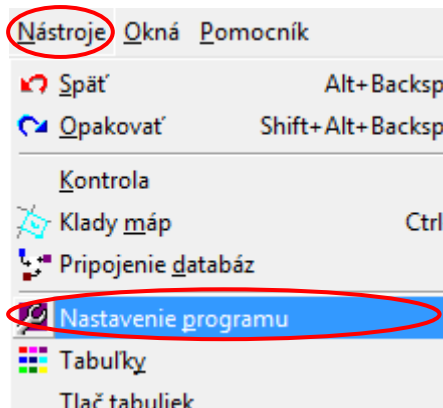 Nástroje Okná Pomocník
Späť Alt+Backsp
Opakovať Shift+Alt+Backsp
Kontrola
Klady máp Ctrl
Pripojenie databáz
Nastavenie programu
Tabuľky
Tlač tabuliek